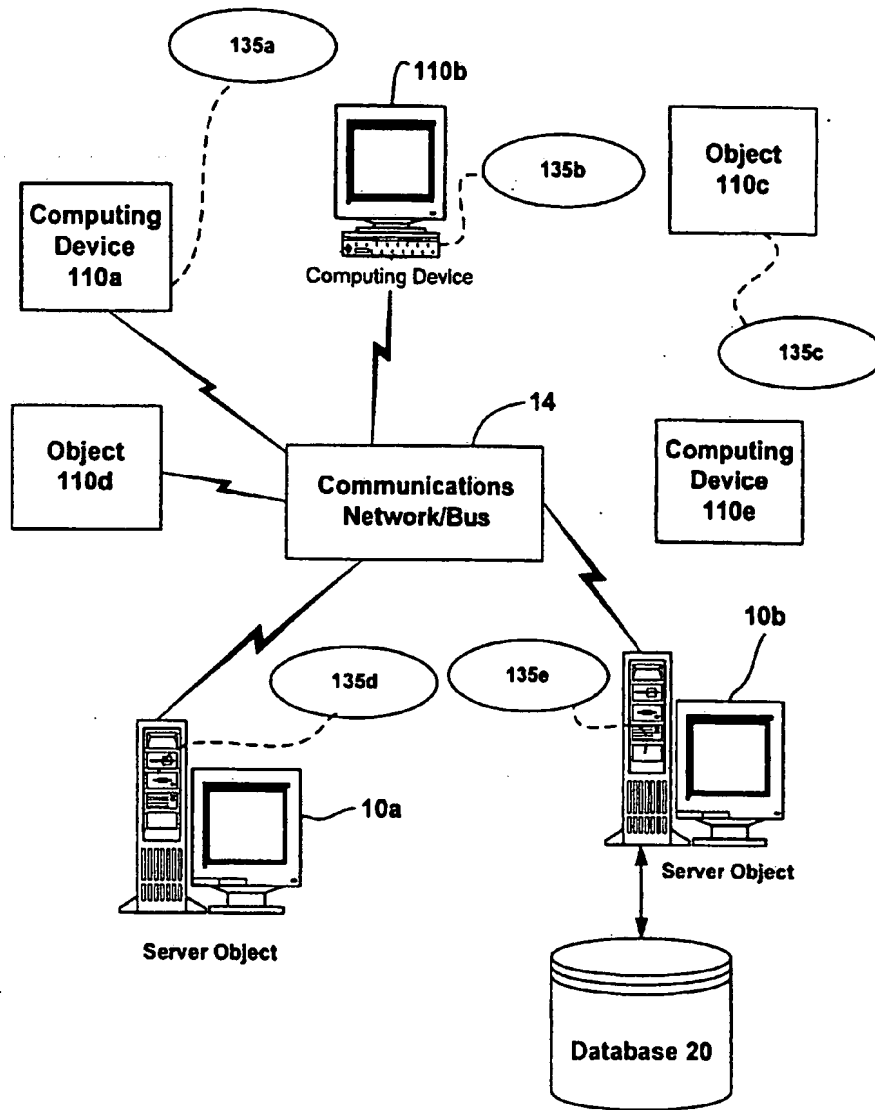 135a
110b
135b
Object
110c
Computing
Device
110a
Computing Device
135c
14
Object
110d
Communications
Network/Bus
Computing
Device
110e
10b
135d
135e
10a
Server Object
Server Object
Database 20